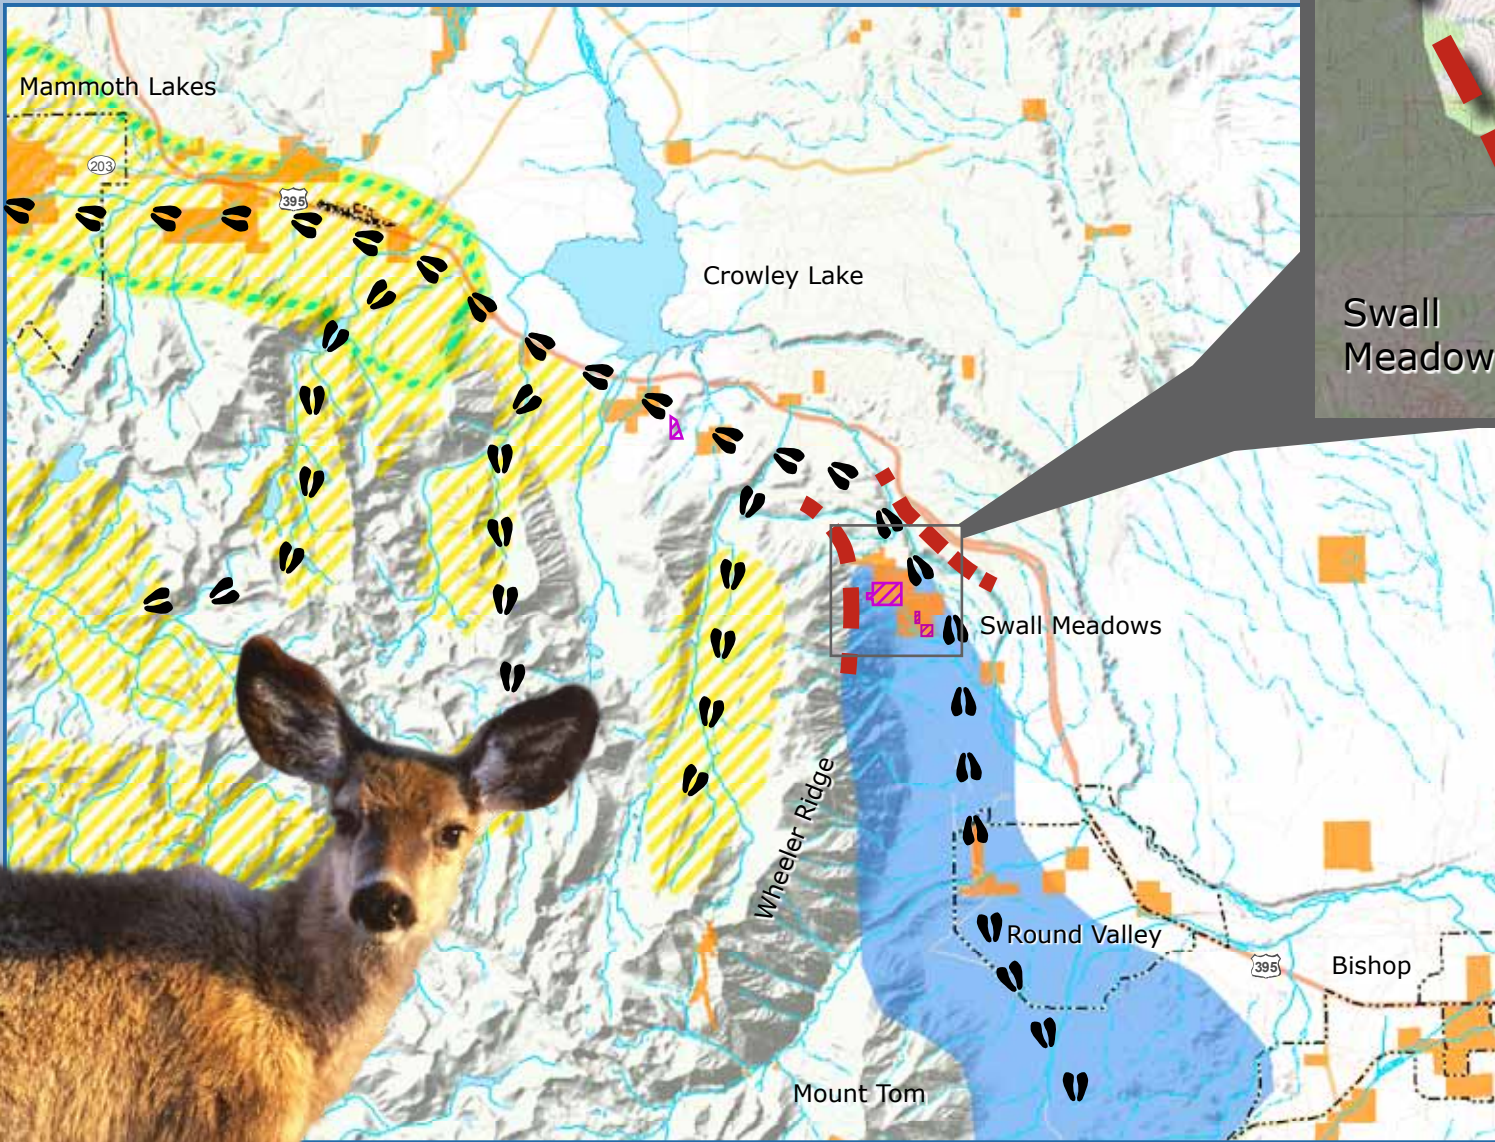 Mammoth Lakes
203
395
Crowley Lake
Swall
Meadow
Swall Meadows
Wheeler Ridge
Round Valley
395
Bishop
Mount Tom